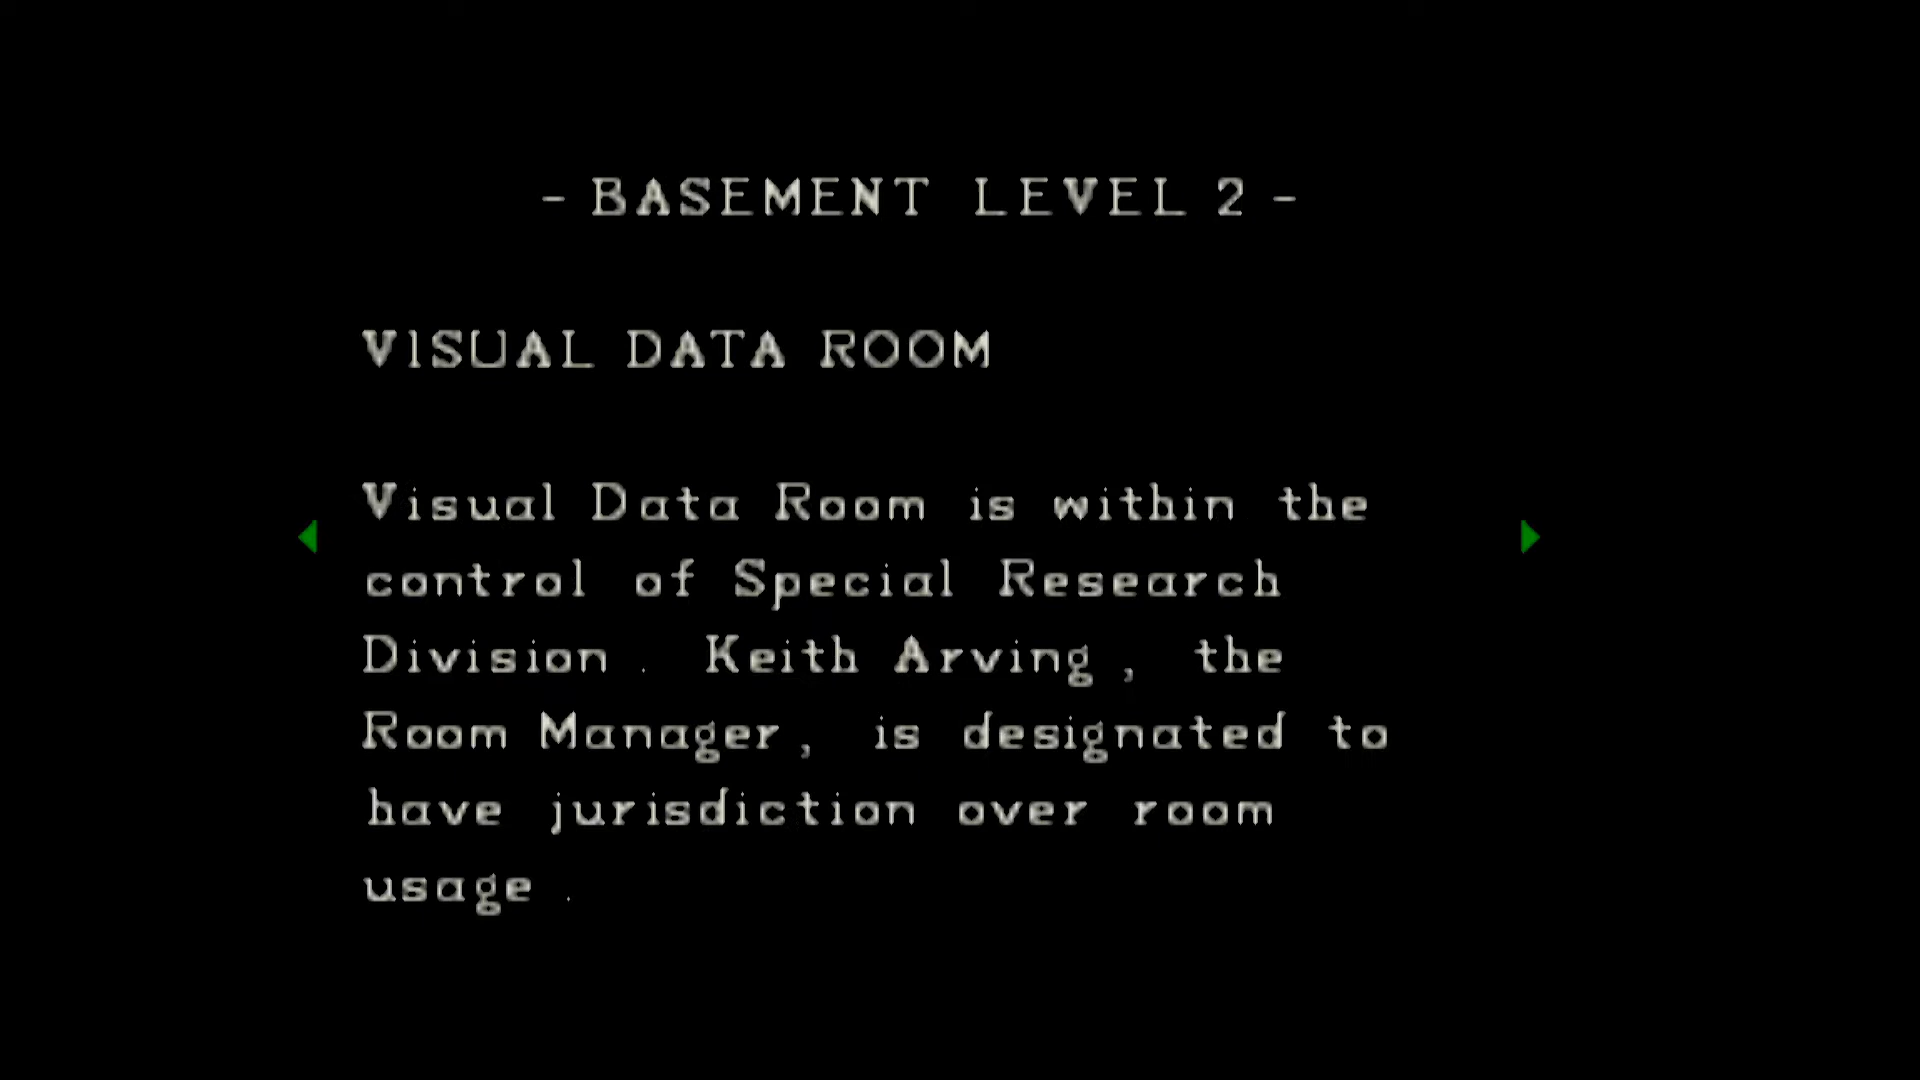 - BASEMENT LEVEL 2 -
VISUAL DATA ROOM
Visual Data Room is within the
control of Special Research
Division. Keith Arving, the
Room Manager, is designated to
have jurisdiction over room
usage.